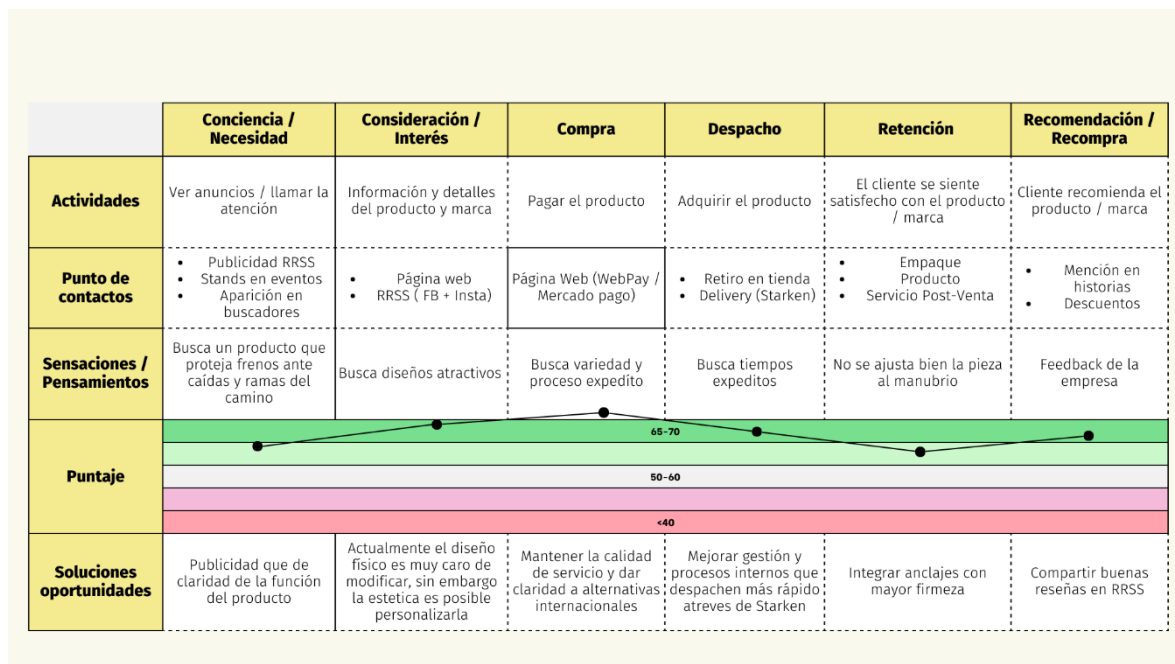 Conciencia /
Necesidad
Consideración /
Interés
Compra
Despacho
Retención
Recomendación /
Recompra
Actividades
Ver anuncios / llamar la
atención
Información y detalles
del producto y marca
Pagar el producto
Adquirir el producto
El cliente se siente
satisfecho con el producto
/ marca
Cliente recomienda el
producto / marca
Punto de
contactos
• Publicidad RRSS
• Stands en eventos
• Aparición en
buscadores
• Página web
• RRSS ( FB + Insta)
Página Web (WebPay /
Mercado pago)
• Retiro en tienda
• Delivery (Starken)
• Empaque
• Producto
• Servicio Post-Venta
• Mención en
historias
• Descuentos
Sensaciones /
Pensamientos
Busca un producto que
proteja frenos ante
caídas y ramas del
camino
Busca diseños atractivos
Busca variedad y
proceso expedíto
Busca tiempos
expeditos
No se ajusta bien la pieza
al manubrio
Feedback de la
empresa
Puntaje
65-70
50-60
<40
Soluciones
oportunidades
Publicidad que de
claridad de la función
del producto
Actualmente el diseño
físico es muy caro de
modificar, sin embargo
la estetica es posible
personalizarla
Mantener la calidad
de servicio y dar
claridad a alternativas
internacionales
Mejorar gestión y
procesos internos que
despachen más rápido
atreves de Starken
Integrar anclajes con
mayor firmeza
Compartir buenas
reseñas en RRSS